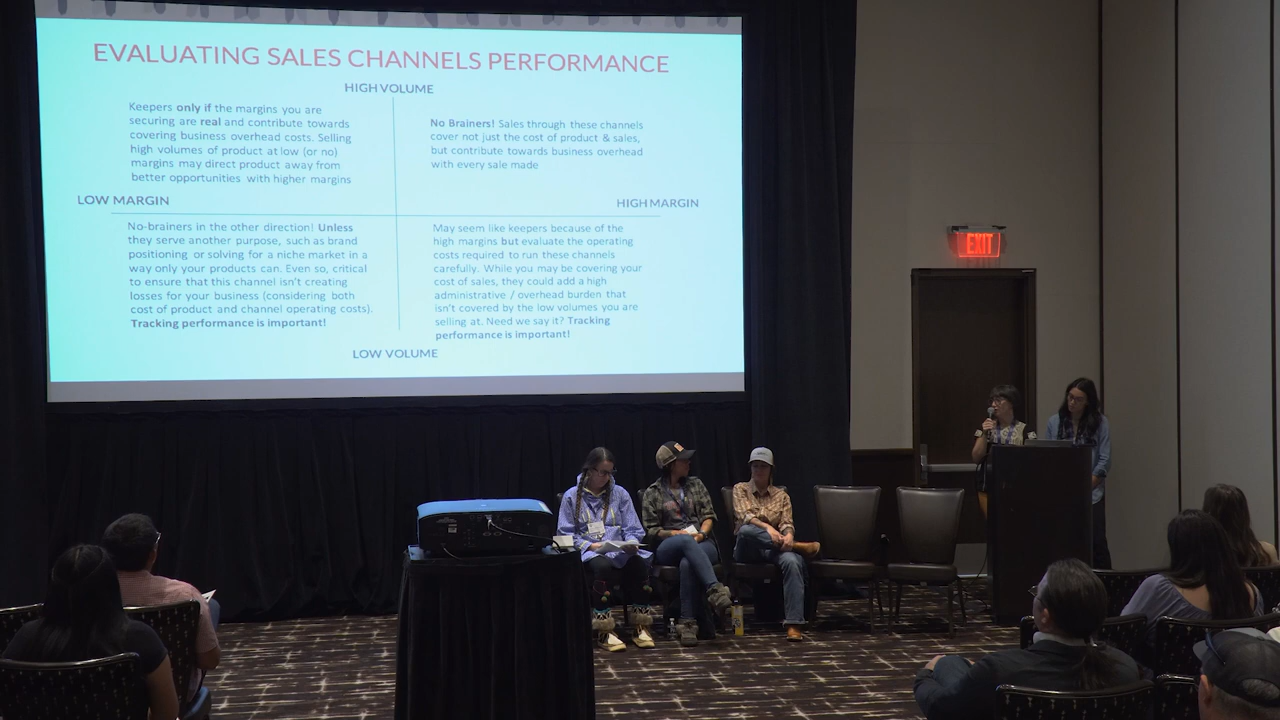 EVALUATING SALES CHANNELS PERFORMANCE
HIGH VOLUME
Keepers only if the margins you are
securing are real and contribute towards
covering business overhead costs. Selling
high volumes of product at low (or no)
margins may direct product away from
better opportunities with higher margins
No Brainers! Sales through these channels
cover not just the cost of product & sales,
but contribute towards business overhead
with every sale made
LOW MARGIN
HIGH MARGIN
No-brainers in the other direction! Unless
they serve another purpose, such as brand
positioning or solving for a niche market in a
way only your products can. Even so, critical
to ensure that this channel isn't creating
losses for your business (considering both
cost of product and channel operating costs).
Tracking performance is important!
May seem like keepers because of the
high margins but evaluate the operating
costs required to run these channels
carefully. While you may be covering your
cost of sales, they could add a high
administrative / overhead burden that
isn't covered by the low volumes you are
selling at. Need we say it? Tracking
performance is important!
LOW VOLUME
EXIT